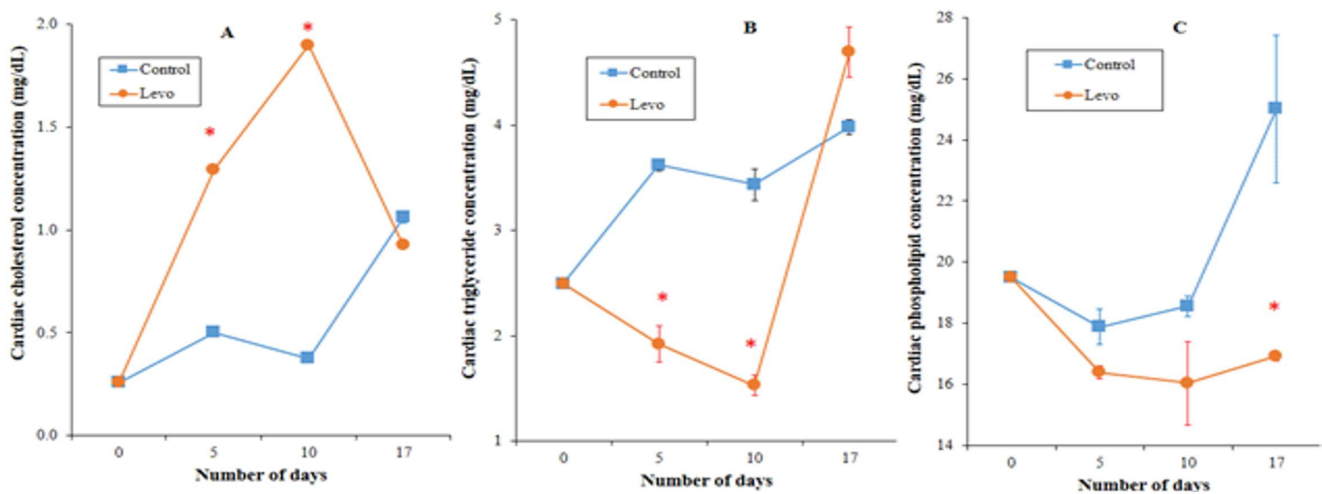 A
Cardiac cholesterol concentration (mg/dL)
2.0
1.5
1.0
0.5
0.0
Control
Levo
*
*
0 5 10 17
Number of days
B
Cardiac triglyceride concentration (mg/dL)
5
4
3
2
1
Control
Levo
*
*
0 5 10 17
Number of days
C
Cardiac phospholipid concentration (mg/dL)
28
26
24
22
20
18
16
14
Control
Levo
*
0 5 10 17
Number of days